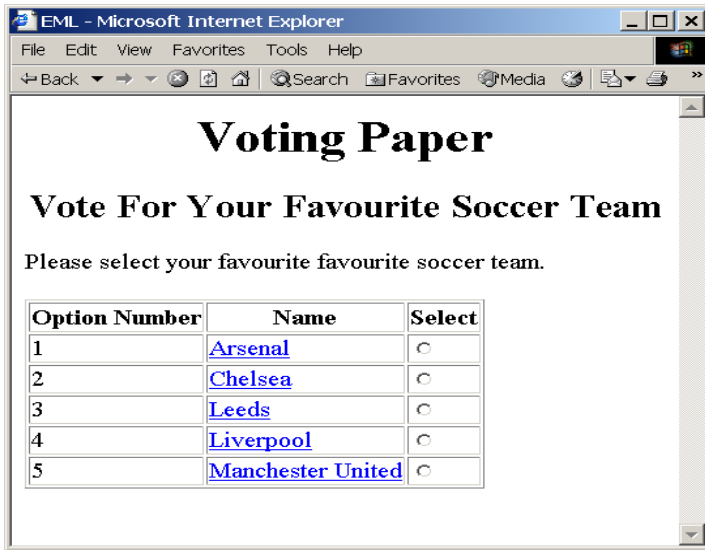 EML - Microsoft Internet Explorer
File Edit View Favorites Tools Help
Back Search Favorites Media »
Voting Paper
Vote For Your Favourite Soccer Team
Please select your favourite favourite soccer team.
Option Number Name Select
1 Arsenal
2 Chelsea
3 Leeds
4 Liverpool
5 Manchester United